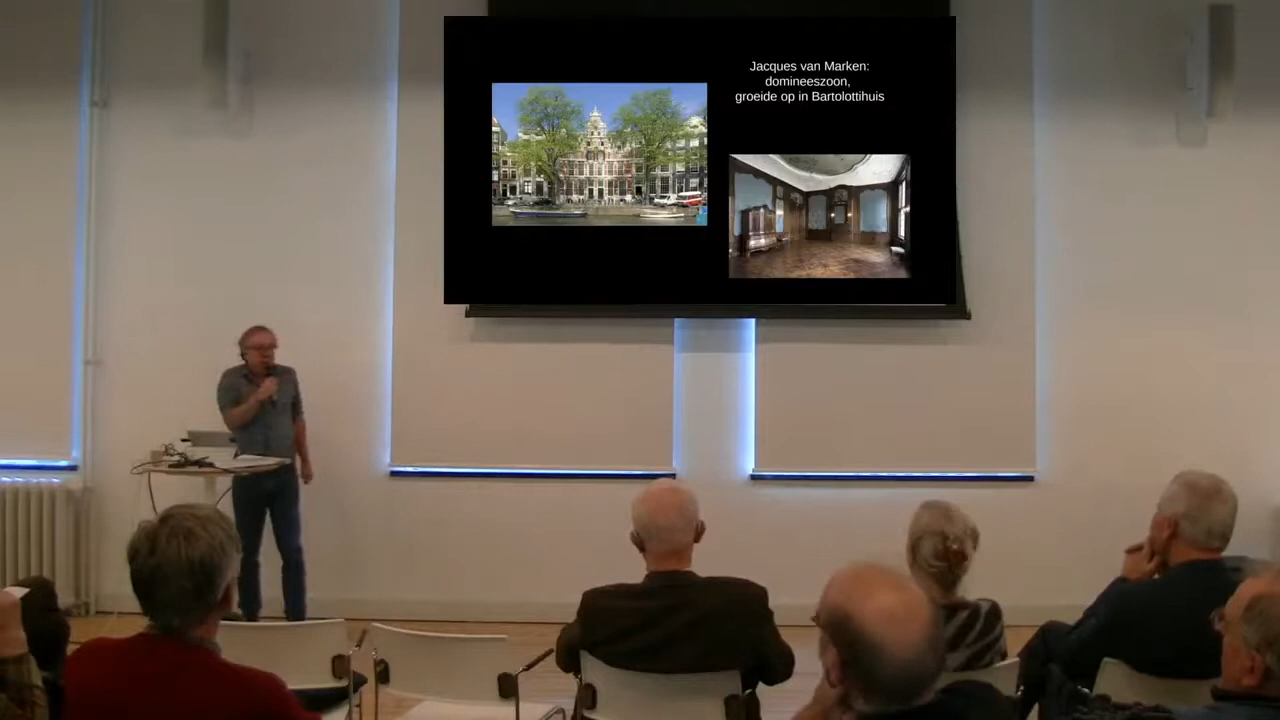 Jacques van Marken:
domineeszoon,
groeide op in Bartolottihuis